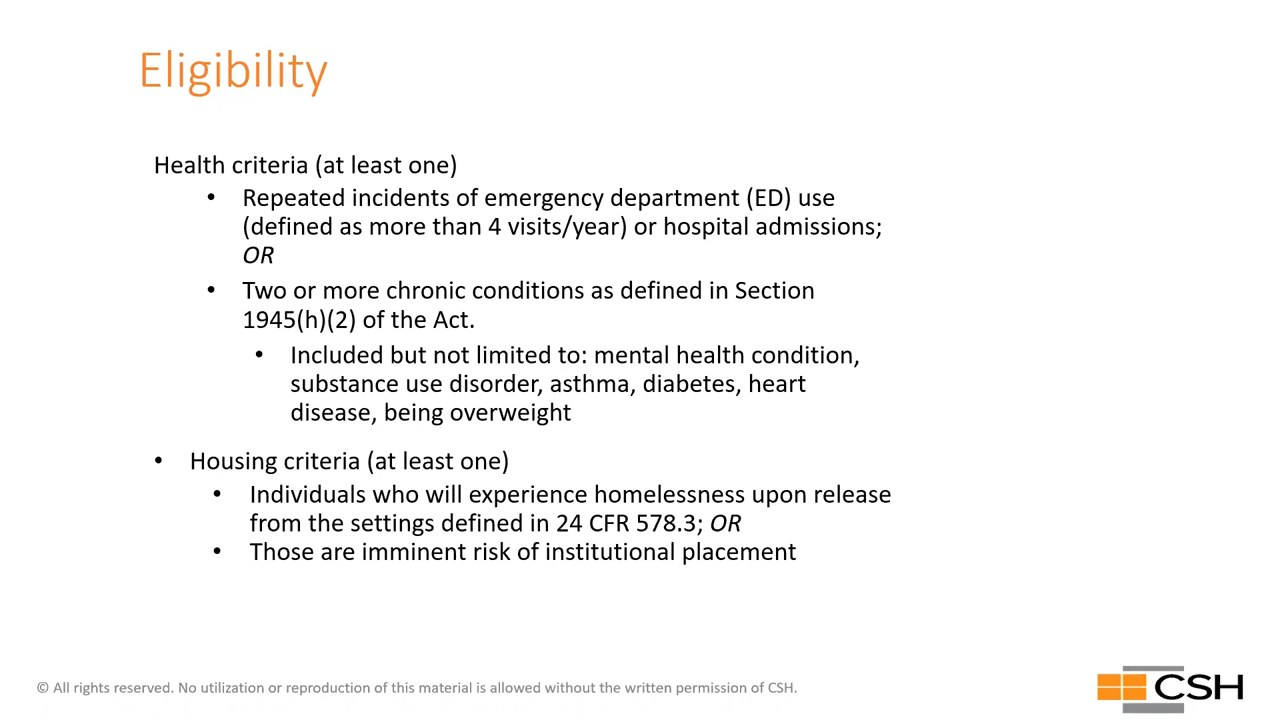 Eligibility
Health criteria (at least one)
• Repeated incidents of emergency department (ED) use
(defined as more than 4 visits/year) or hospital admissions;
OR
• Two or more chronic conditions as defined in Section
1945(h)(2) of the Act.
• Included but not limited to: mental health condition,
substance use disorder, asthma, diabetes, heart
disease, being overweight
• Housing criteria (at least one)
• Individuals who will experience homelessness upon release
from the settings defined in 24 CFR 578.3; OR
• Those are imminent risk of institutional placement
© All rights reserved. No utilization or reproduction of this material is allowed without the written permission of CSH.
CSH